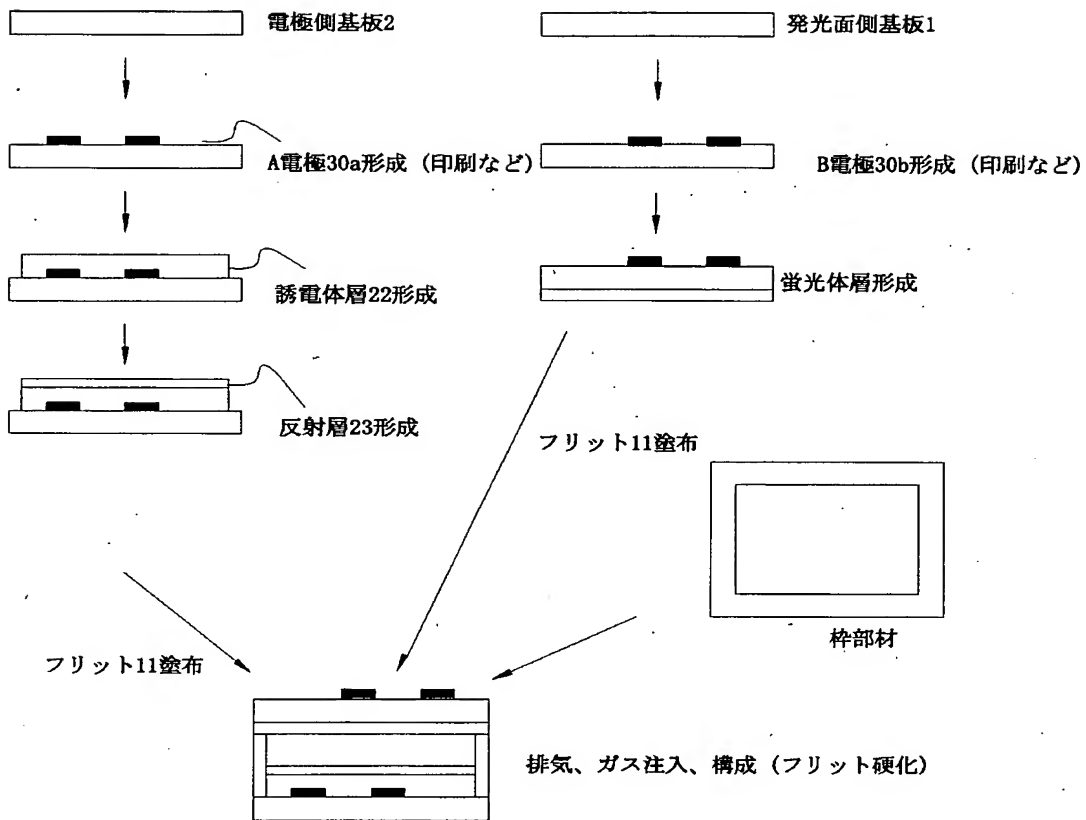 電極側基板2
発光面側基板1
A電極30a形成 (印刷など)
B電極30b形成 (印刷など)
誘電体層22形成
蛍光体層形成
反射層23形成
フリット11塗布
枠部材
フリット11塗布
排気、ガス注入、構成 (フリット硬化)